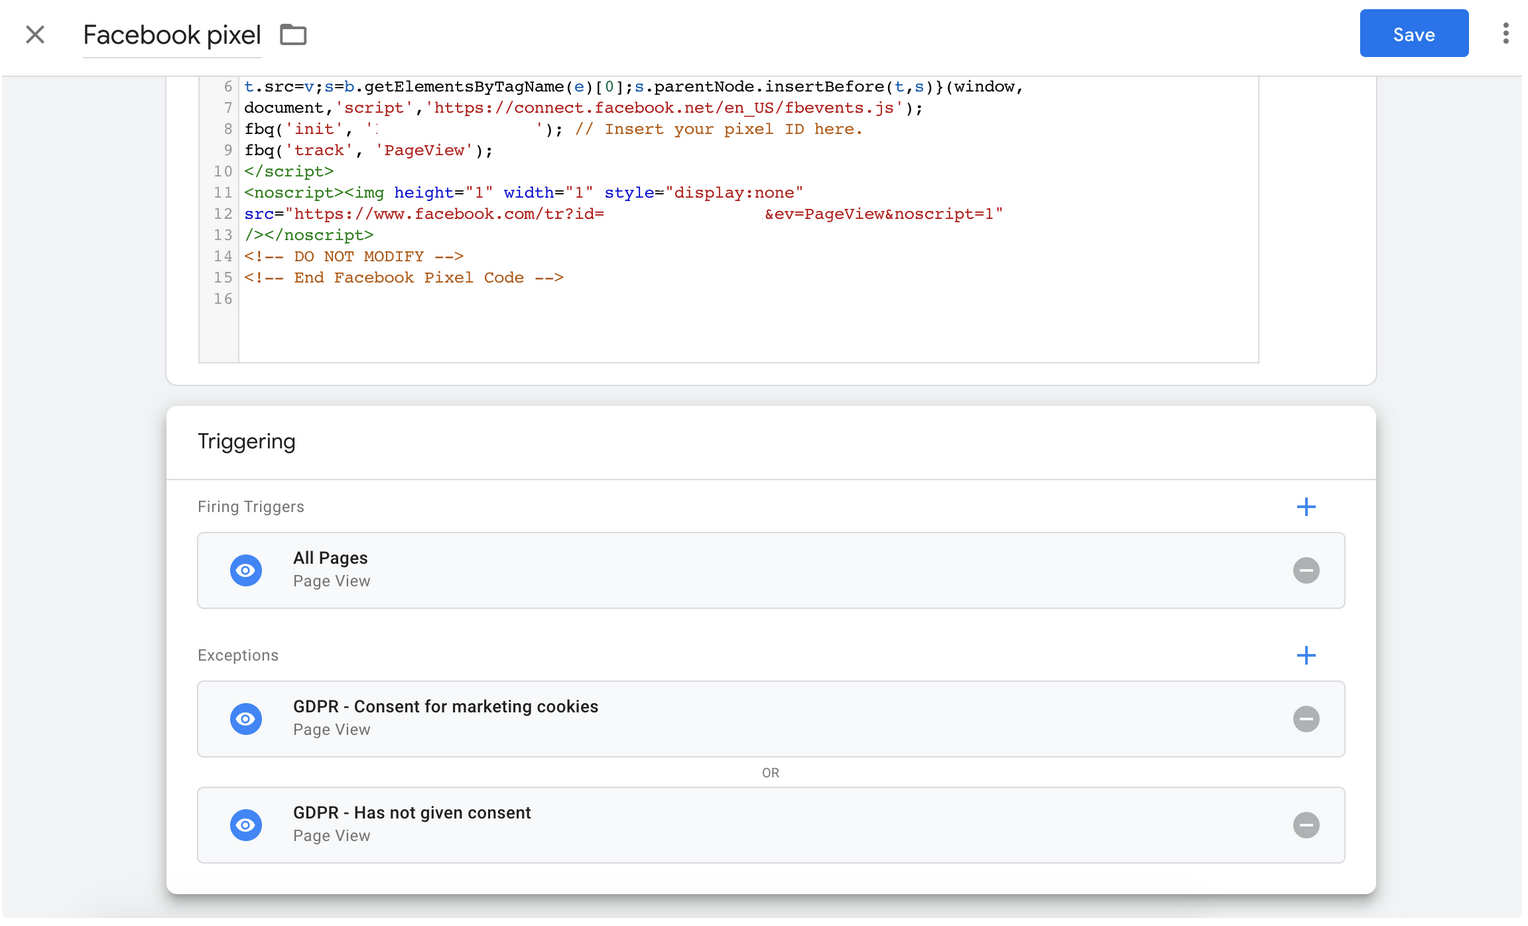 Facebook pixel
Save
6 t.src=v;s=b.getElementsByTagName(e)[0];s.parentNode.insertBefore(t,s)}(window,
7 document,'script','https://connect.facebook.net/en_US/fbevents.js');
8 fbq('init', ' '); // Insert your pixel ID here.
9 fbq('track', 'PageView');
10 </script>
11 <noscript><img height="1" width="1" style="display:none"
12 src="https://www.facebook.com/tr?id= &ev=PageView&noscript=1"
13 /></noscript>
14 <!-- DO NOT MODIFY -->
15 <!-- End Facebook Pixel Code -->
16
Triggering
Firing Triggers
All Pages
Page View
Exceptions
GDPR - Consent for marketing cookies
Page View
OR
GDPR - Has not given consent
Page View